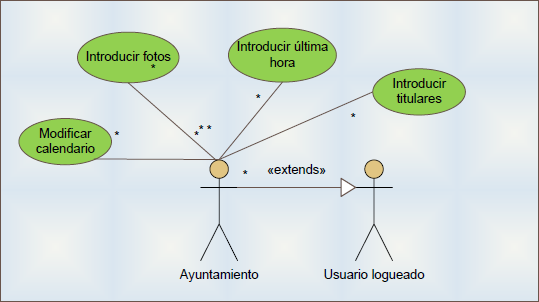 Introducir última
hora
Introducir fotos
*
Introducir
titulares
*
*
Modificar
calendario
*
* * *
* «extends»
Ayuntamiento
Usuario logueado